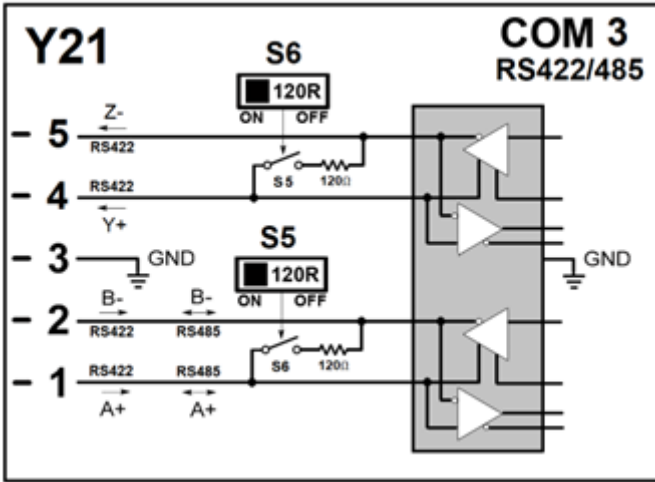 Y21
COM 3
RS422/485
S6
120R
ON OFF
- 5
Z-
RS422
S5
120Ω
- 4
RS422
Y+
- 3
GND
GND
S5
120R
ON OFF
- 2
B- B-
RS422 RS485
S6
120Ω
- 1
RS422 RS485
A+ A+